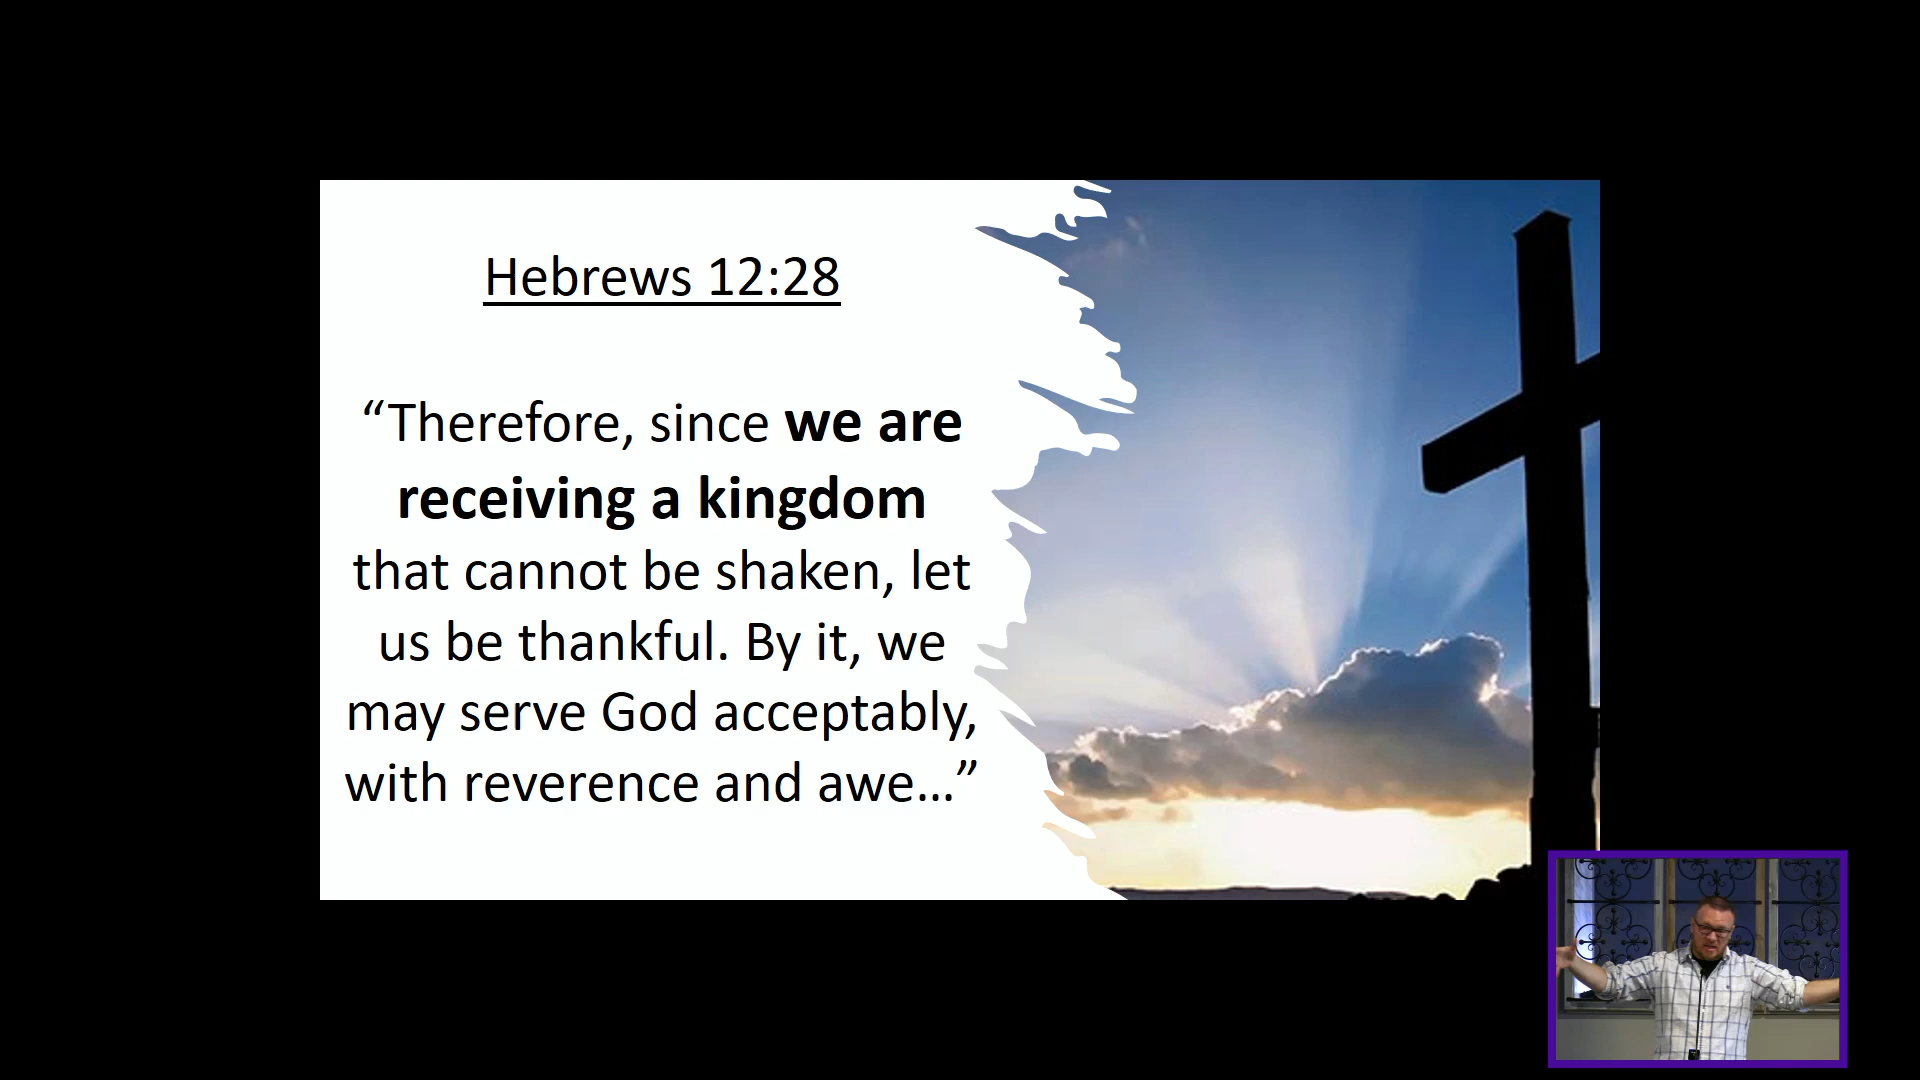 Hebrews 12:28
“Therefore, since we are
receiving a kingdom
that cannot be shaken, let
us be thankful. By it, we
may serve God acceptably,
with reverence and awe…”